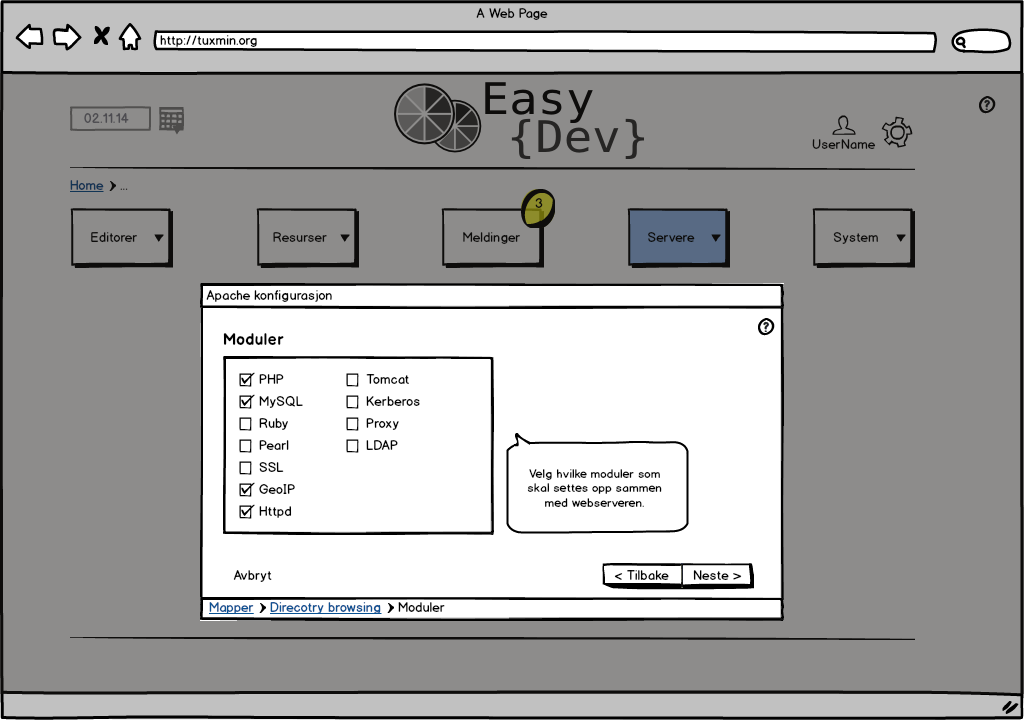 A Web Page
http://tuxmin.org
02.11.14
Easy
{Dev}
?
UserName
Home > ...
3
Editorer
Resurser
Meldinger
Servere
System
Apache konfigurasjon
?
Moduler
PHP
MySQL
Ruby
Pearl
SSL
GeoIP
Httpd
Tomcat
Kerberos
Proxy
LDAP
Velg hvilke moduler som
skal settes opp sammen
med webserveren.
Avbryt
< Tilbake
Neste >
Mapper > Direcotry browsing > Moduler